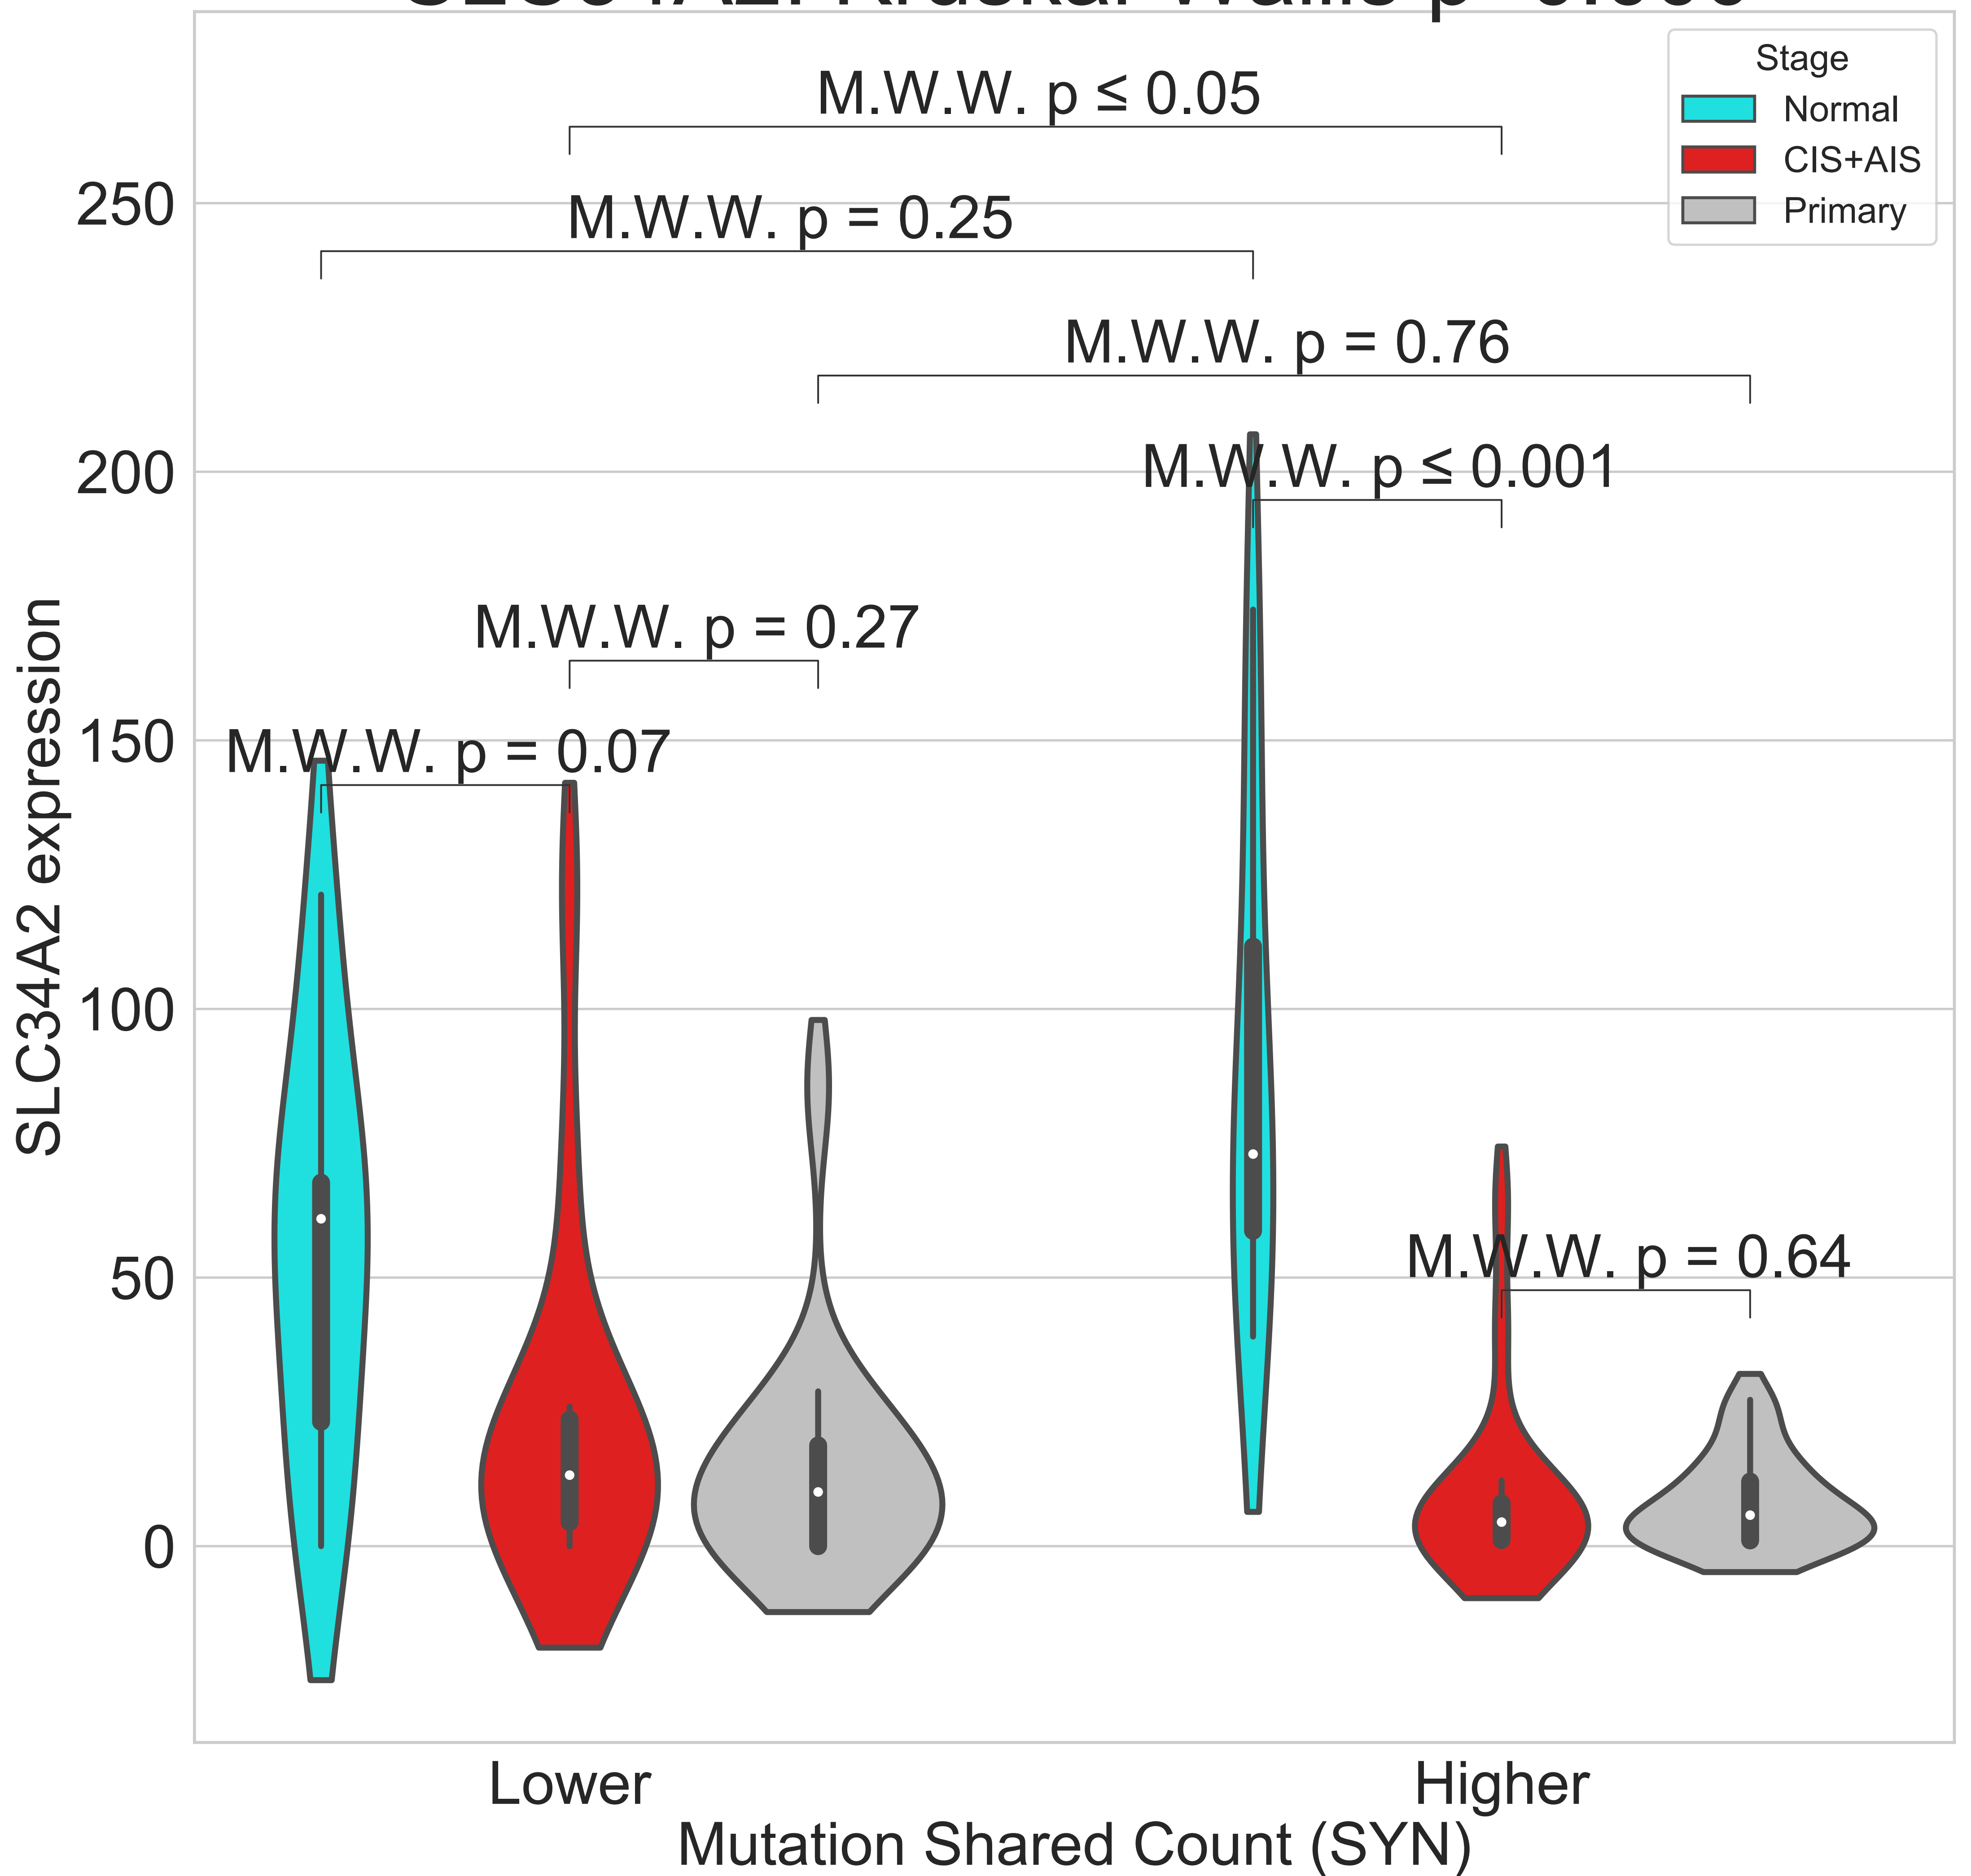 Stage
Normal
CIS+AIS
Primary
M.W.W. p ≤ 0.05
M.W.W. p = 0.25
M.W.W. p = 0.76
M.W.W. p ≤ 0.001
M.W.W. p = 0.27
M.W.W. p = 0.07
M.W.W. p = 0.64
250
200
150
100
50
0
SLC34A2 expression
Lower
Higher
Mutation Shared Count (SYN)